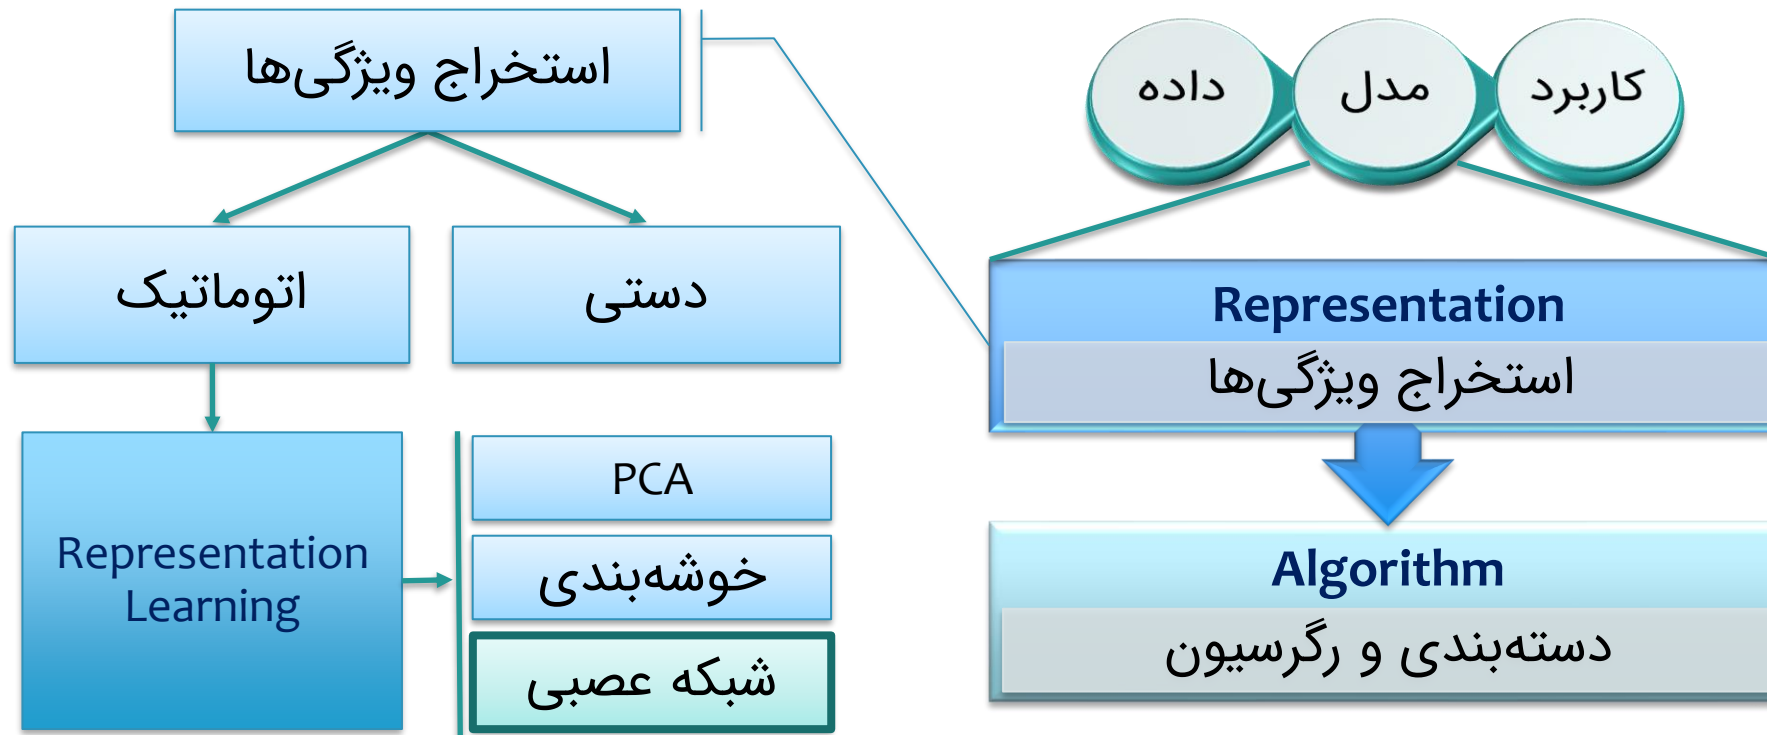 کاربرد
مدل
داده
Representation
استخراج ویژگی‌ها
Algorithm
دسته‌بندی و رگرسیون
استخراج ویژگی‌ها
دستی
اتوماتیک
Representation
Learning
PCA
خوشه‌بندی
شبکه عصبی